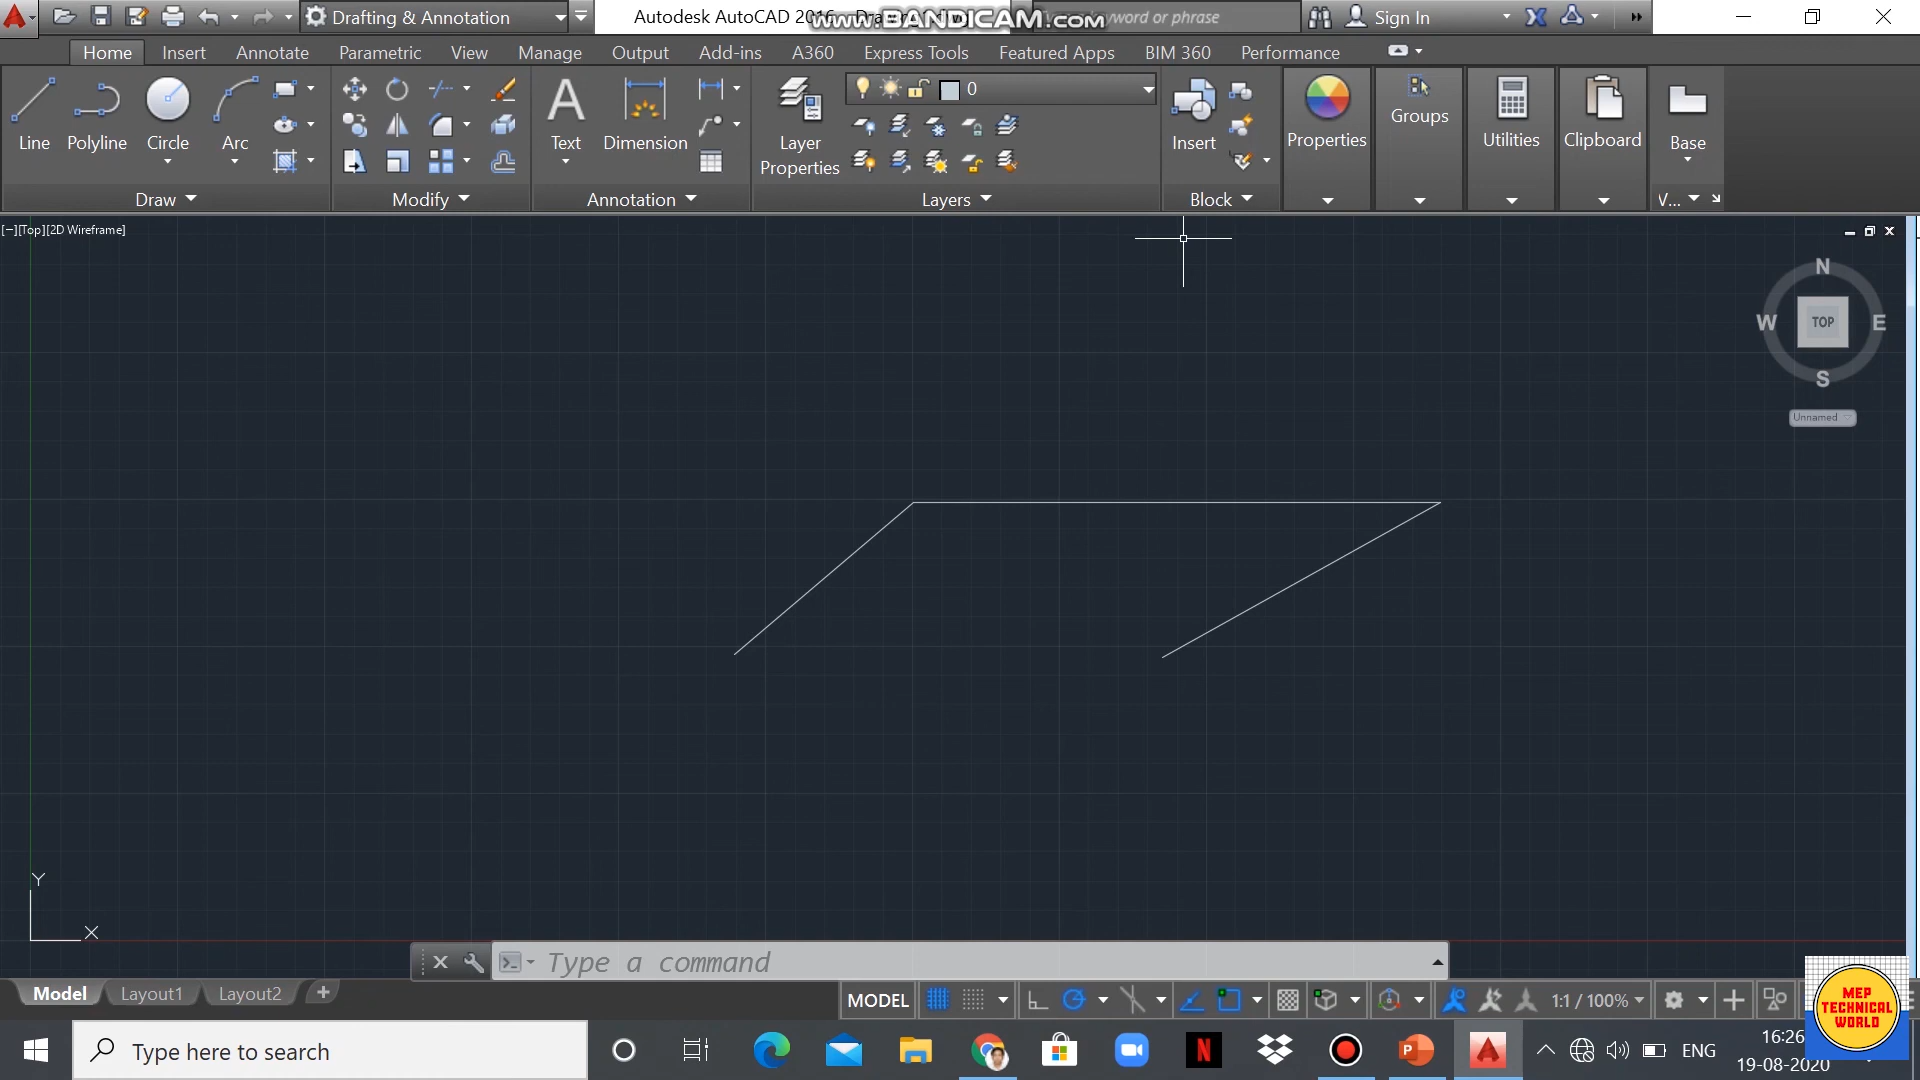 Drafting & Annotation
Autodesk AutoCAD 2016
www.BANDICAM.com
keyword or phrase
Sign In
Home Insert Annotate Parametric View Manage Output Add-ins A360 Express Tools Featured Apps BIM 360 Performance
0
Line Polyline Circle Arc
A
Text Dimension
Layer
Properties
Insert
Properties
Groups
Utilities
Clipboard
Base
Draw Modify Annotation Layers Block V...
[−][Top][2D Wireframe]
N
W TOP E
S
Unnamed
Y
X
Type a command
Model Layout1 Layout2 +
MODEL
1:1 / 100%
MEP
TECHNICAL
WORLD
Type here to search
ENG
16:26
19-08-2020